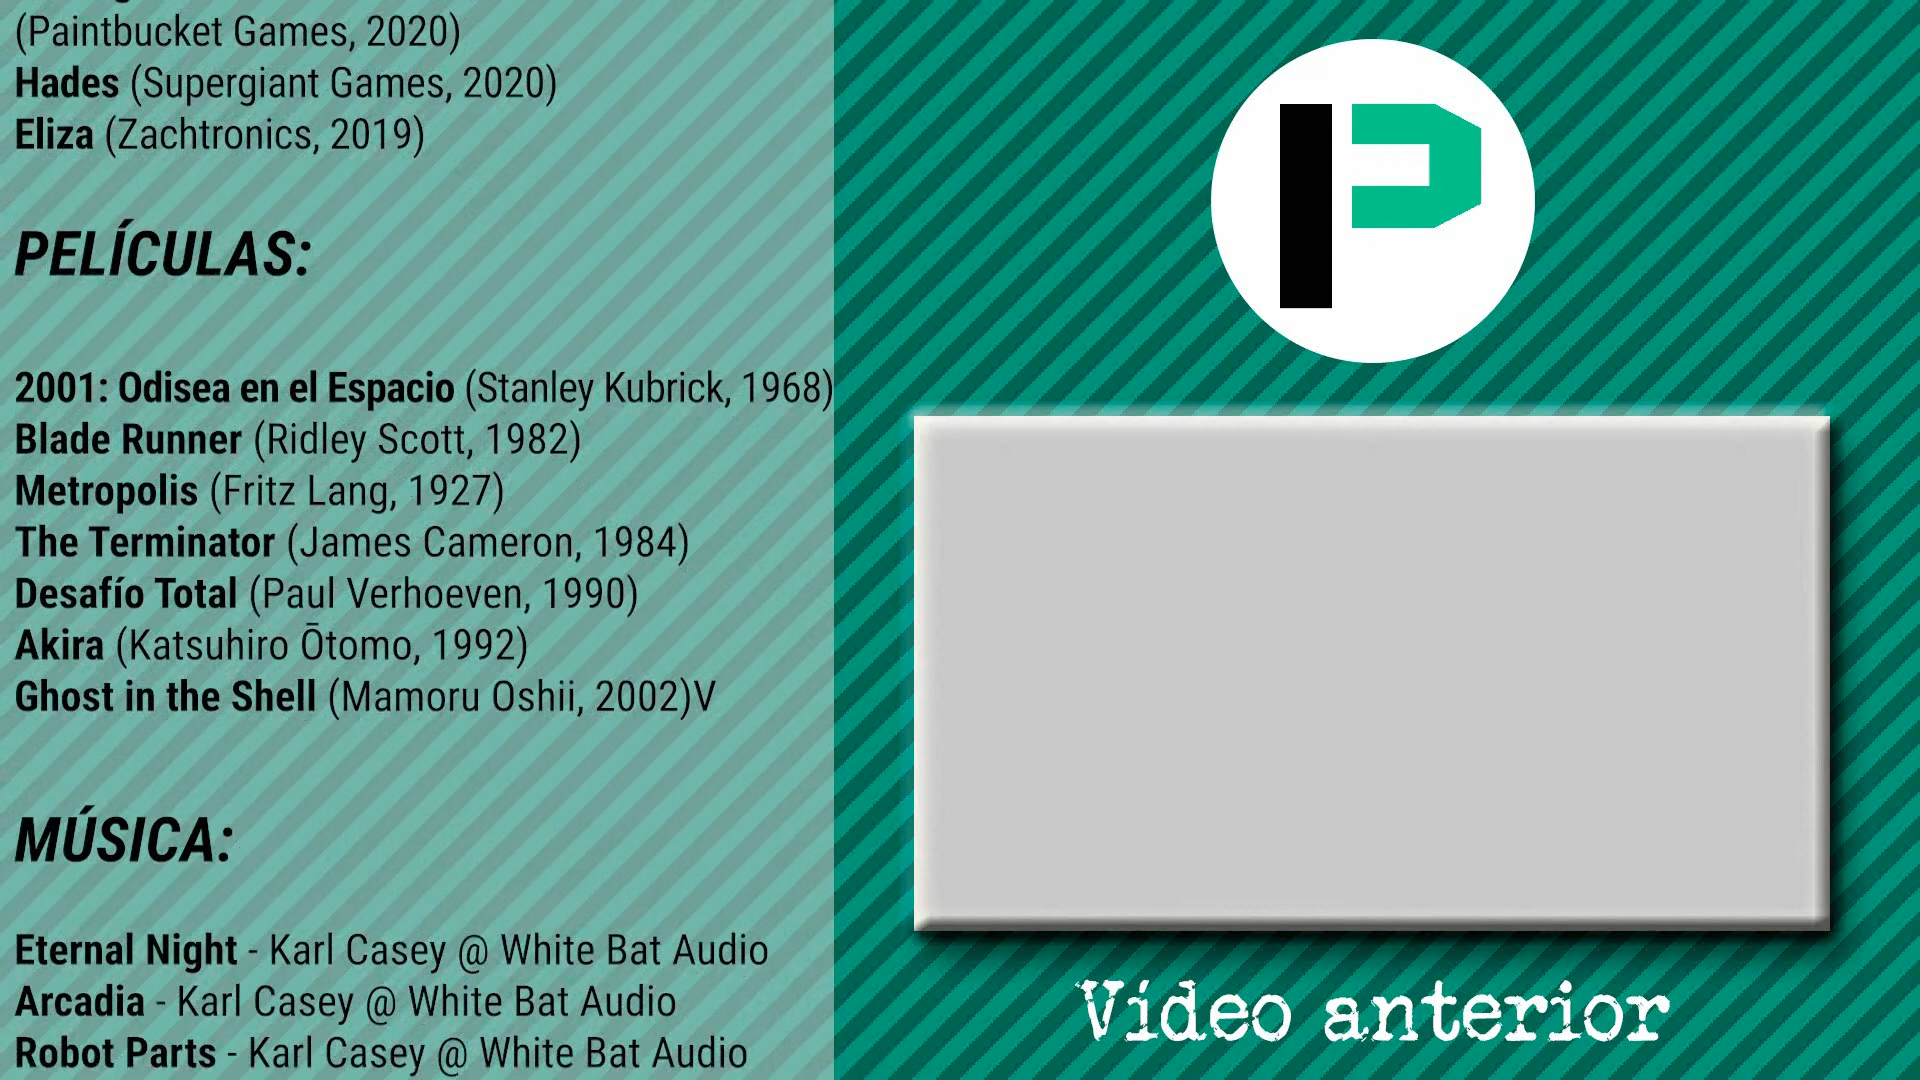 (Paintbucket Games, 2020)
Hades (Supergiant Games, 2020)
Eliza (Zachtronics, 2019)
PELÍCULAS:
2001: Odisea en el Espacio (Stanley Kubrick, 1968)
Blade Runner (Ridley Scott, 1982)
Metropolis (Fritz Lang, 1927)
The Terminator (James Cameron, 1984)
Desafío Total (Paul Verhoeven, 1990)
Akira (Katsuhiro Ōtomo, 1992)
Ghost in the Shell (Mamoru Oshii, 2002)V
MÚSICA:
Eternal Night - Karl Casey @ White Bat Audio
Arcadia - Karl Casey @ White Bat Audio
Robot Parts - Karl Casey @ White Bat Audio
P
Vídeo anterior